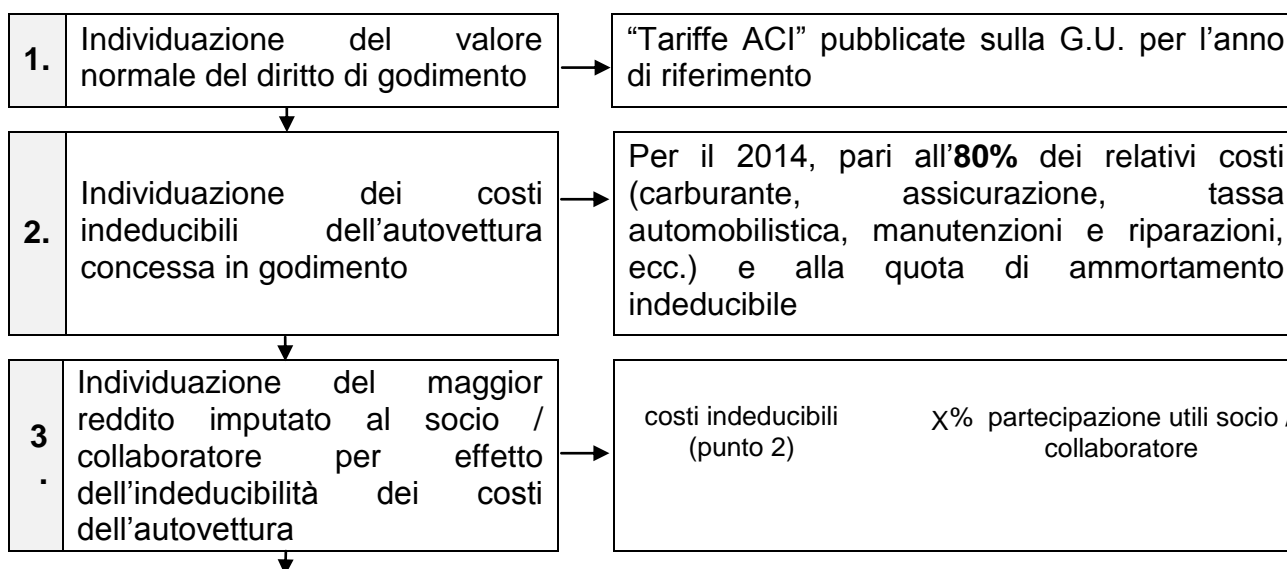 1.
Individuazione del valore
normale del diritto di godimento
“Tariffe ACI” pubblicate sulla G.U. per l’anno
di riferimento
2.
Individuazione dei costi
indeducibili dell’autovettura
concessa in godimento
Per il 2014, pari all’80% dei relativi costi
(carburante, assicurazione, tassa
automobilistica, manutenzioni e riparazioni,
ecc.) e alla quota di ammortamento
indeducibile
3
.
Individuazione del maggior
reddito imputato al socio /
collaboratore per effetto
dell’indeducibilità dei costi
dell’autovettura
costi indeducibili
(punto 2)
X% partecipazione utili socio /
collaboratore